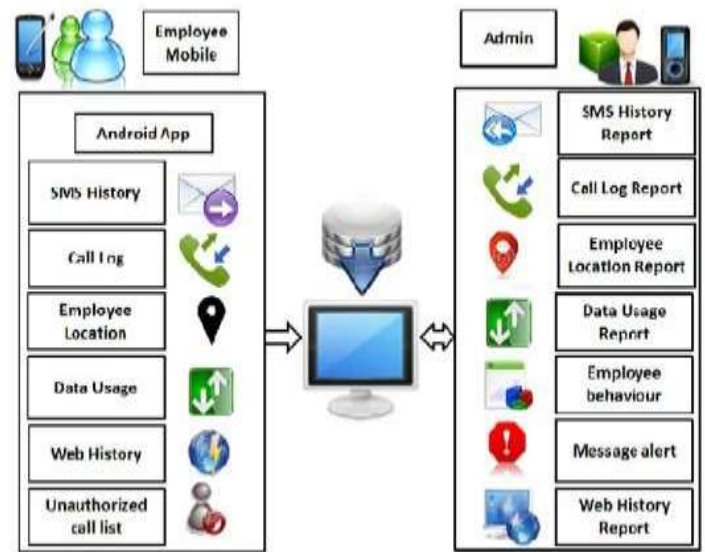 Employee
Mobile
Android App
SMS History
Call Log
Employee
Location
Data Usage
Web History
Unauthorized
call list
Admin
SMS History
Report
Call Log Report
Employee
Location Report
Data Usage
Report
Employee
behaviour
Message alert
Web History
Report